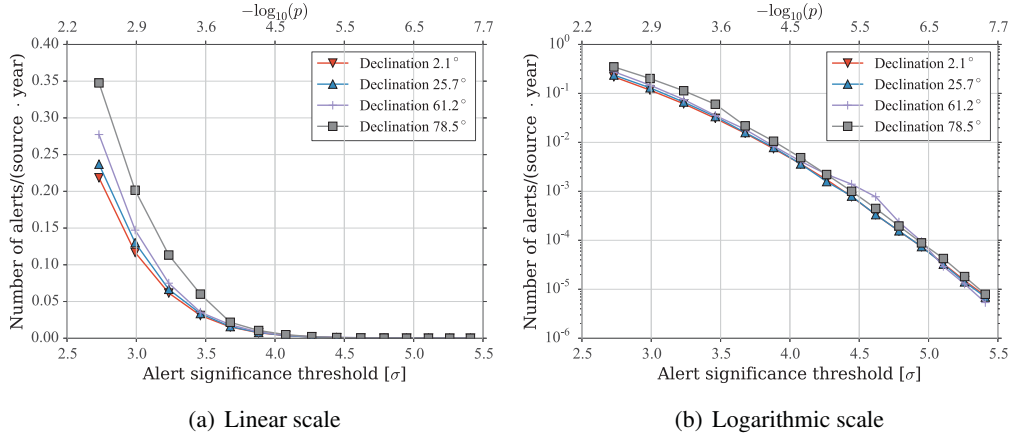 −log₁₀(p)
2.2 2.9 3.6 4.5 5.5 6.5 7.7
0.40
0.35
0.30
0.25
0.20
0.15
0.10
0.05
0.00
Number of alerts/(source · year)
Declination 2.1°
Declination 25.7°
Declination 61.2°
Declination 78.5°
2.5 3.0 3.5 4.0 4.5 5.0 5.5
Alert significance threshold [σ]
(a) Linear scale
−log₁₀(p)
2.2 2.9 3.6 4.5 5.5 6.5 7.7
10⁰
10⁻¹
10⁻²
10⁻³
10⁻⁴
10⁻⁵
10⁻⁶
Number of alerts/(source · year)
Declination 2.1°
Declination 25.7°
Declination 61.2°
Declination 78.5°
2.5 3.0 3.5 4.0 4.5 5.0 5.5
Alert significance threshold [σ]
(b) Logarithmic scale